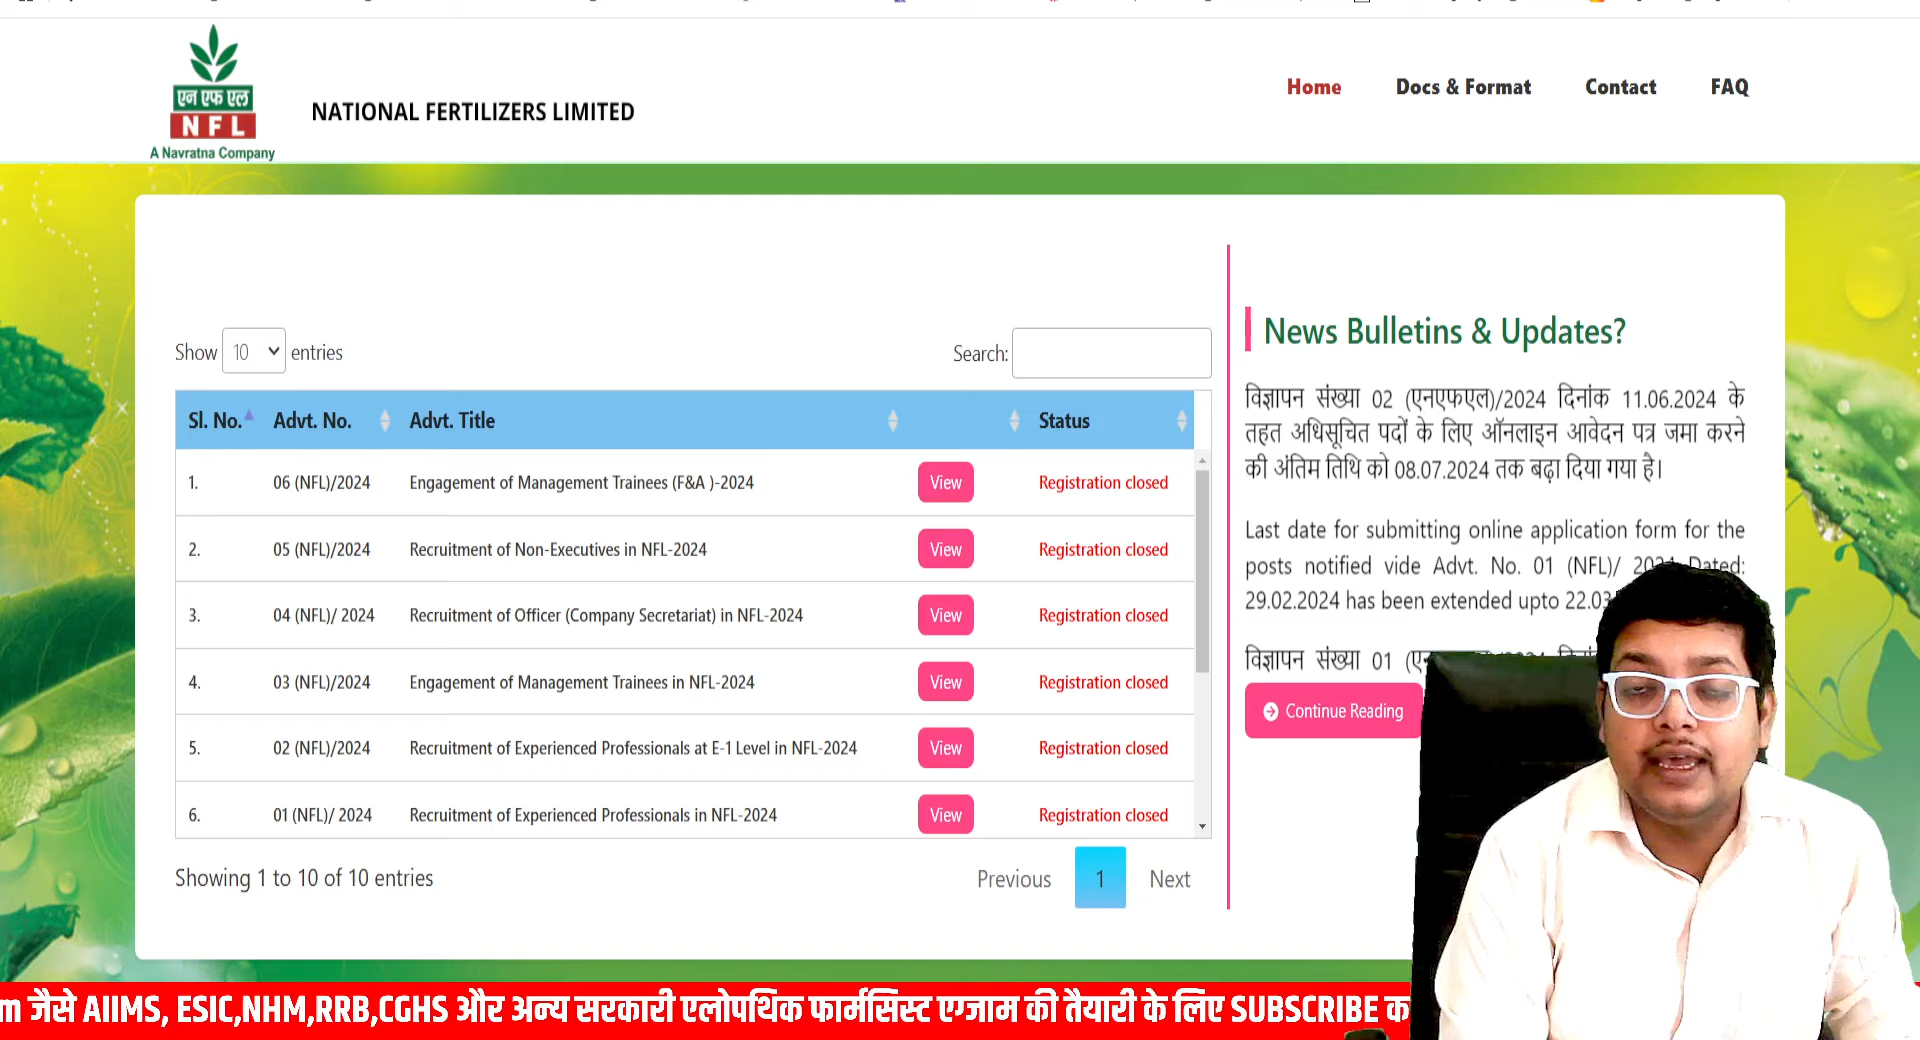 एन एफ एल
NFL
A Navratna Company
NATIONAL FERTILIZERS LIMITED
Home Docs & Format Contact FAQ
Show 10 entries
Search:
Sl. No. Advt. No. Advt. Title Status
1. 06 (NFL)/2024 Engagement of Management Trainees (F&A )-2024 View Registration closed
2. 05 (NFL)/2024 Recruitment of Non-Executives in NFL-2024 View Registration closed
3. 04 (NFL)/ 2024 Recruitment of Officer (Company Secretariat) in NFL-2024 View Registration closed
4. 03 (NFL)/2024 Engagement of Management Trainees in NFL-2024 View Registration closed
5. 02 (NFL)/2024 Recruitment of Experienced Professionals at E-1 Level in NFL-2024 View Registration closed
6. 01 (NFL)/ 2024 Recruitment of Experienced Professionals in NFL-2024 View Registration closed
Showing 1 to 10 of 10 entries
Previous 1 Next
News Bulletins & Updates?
विज्ञापन संख्या 02 (एनएफएल)/2024 दिनांक 11.06.2024 के
तहत अधिसूचित पदों के लिए ऑनलाइन आवेदन पत्र जमा करने
की अंतिम तिथि को 08.07.2024 तक बढ़ा दिया गया है।
Last date for submitting online application form for the
posts notified vide Advt. No. 01 (NFL)/ Dated:
29.02.2024 has been extended upto 22.03
विज्ञापन संख्या 01
Continue Reading
m जैसे AIIMS, ESIC,NHM,RRB,CGHS और अन्य सरकारी एलोपथिक फार्मसिस्ट एग्जाम की तैयारी के लिए SUBSCRIBE क